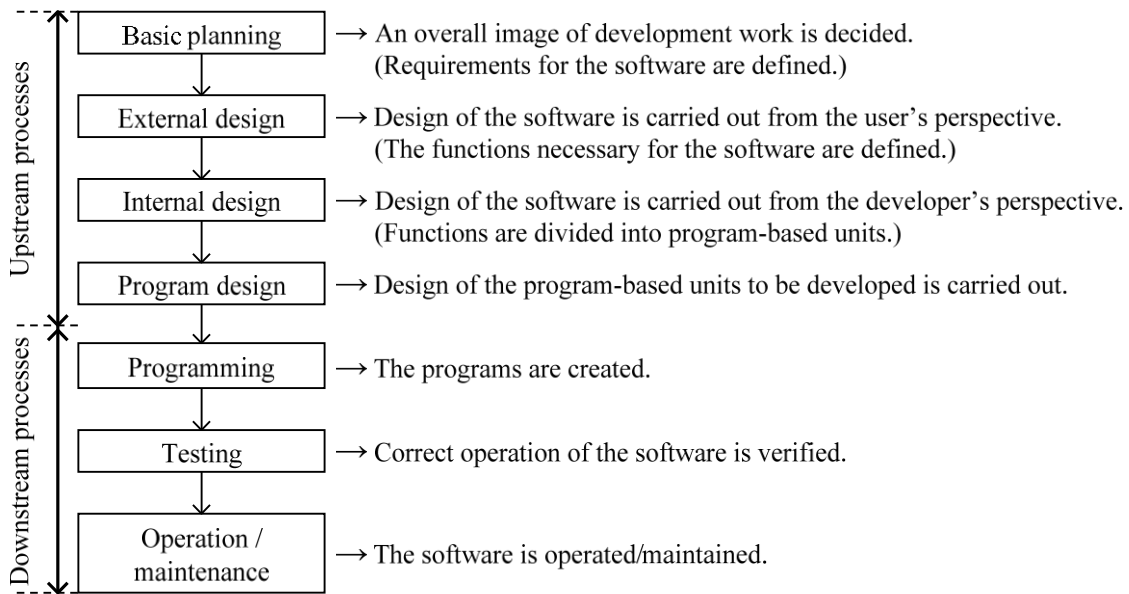 Upstream processes
Basic planning
→ An overall image of development work is decided.
(Requirements for the software are defined.)
External design
→ Design of the software is carried out from the user's perspective.
(The functions necessary for the software are defined.)
Internal design
→ Design of the software is carried out from the developer's perspective.
(Functions are divided into program-based units.)
Program design
→ Design of the program-based units to be developed is carried out.
Downstream processes
Programming
→ The programs are created.
Testing
→ Correct operation of the software is verified.
Operation /
maintenance
→ The software is operated/maintained.